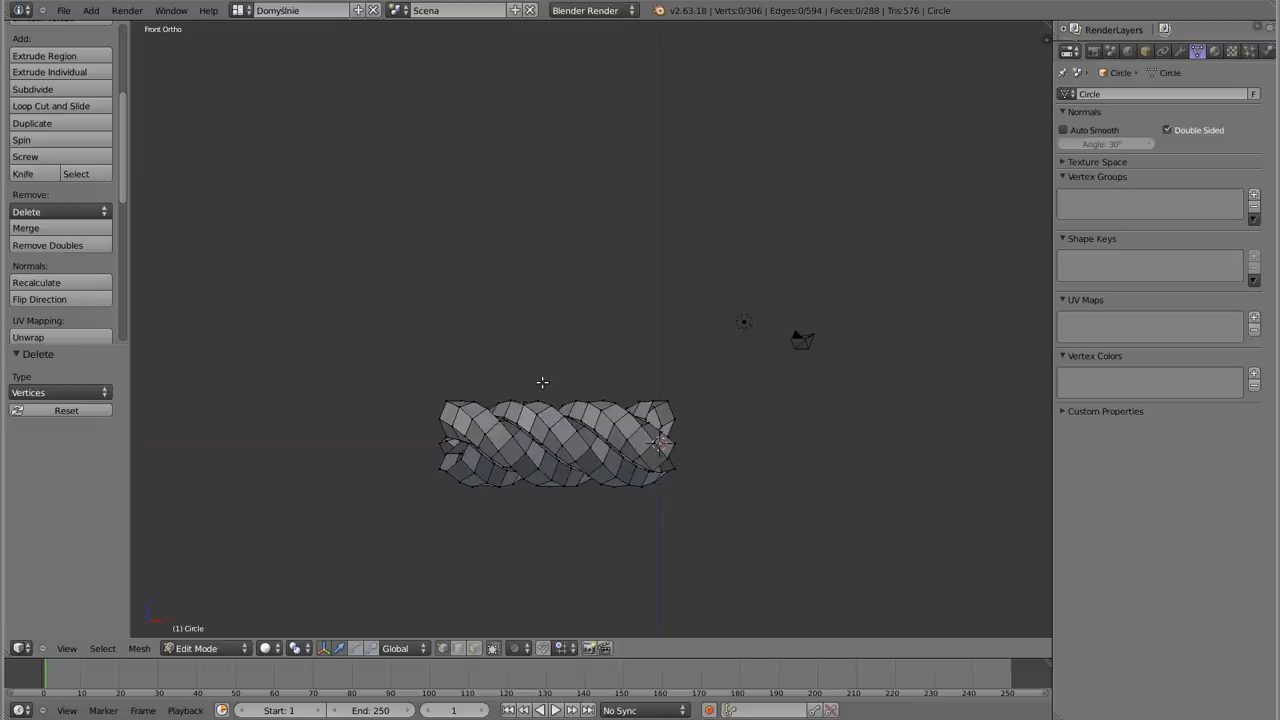 File Add Render Window Help Domyślnie Scena Blender Render v2.63.18 | Verts:0/306 | Edges:0/594 | Faces:0/288 | Tris:576 | Circle
Front Ortho
RenderLayers
Add:
Extrude Region
Extrude Individual
Subdivide
Loop Cut and Slide
Duplicate
Spin
Screw
Knife Select
Remove:
Delete
Merge
Remove Doubles
Normals:
Recalculate
Flip Direction
UV Mapping:
Unwrap
Delete
Type
Vertices
Reset
Circle Circle
Circle F
Normals
Auto Smooth Double Sided
Angle: 30°
Texture Space
Vertex Groups
Shape Keys
UV Maps
Vertex Colors
Custom Properties
(1) Circle
View Select Mesh Edit Mode Global
0 10 20 30 40 50 60 70 80 90 100 110 120 130 140 150 160 170 180 190 200 210 220 230 240 250
View Marker Frame Playback Start: 1 End: 250 1 No Sync